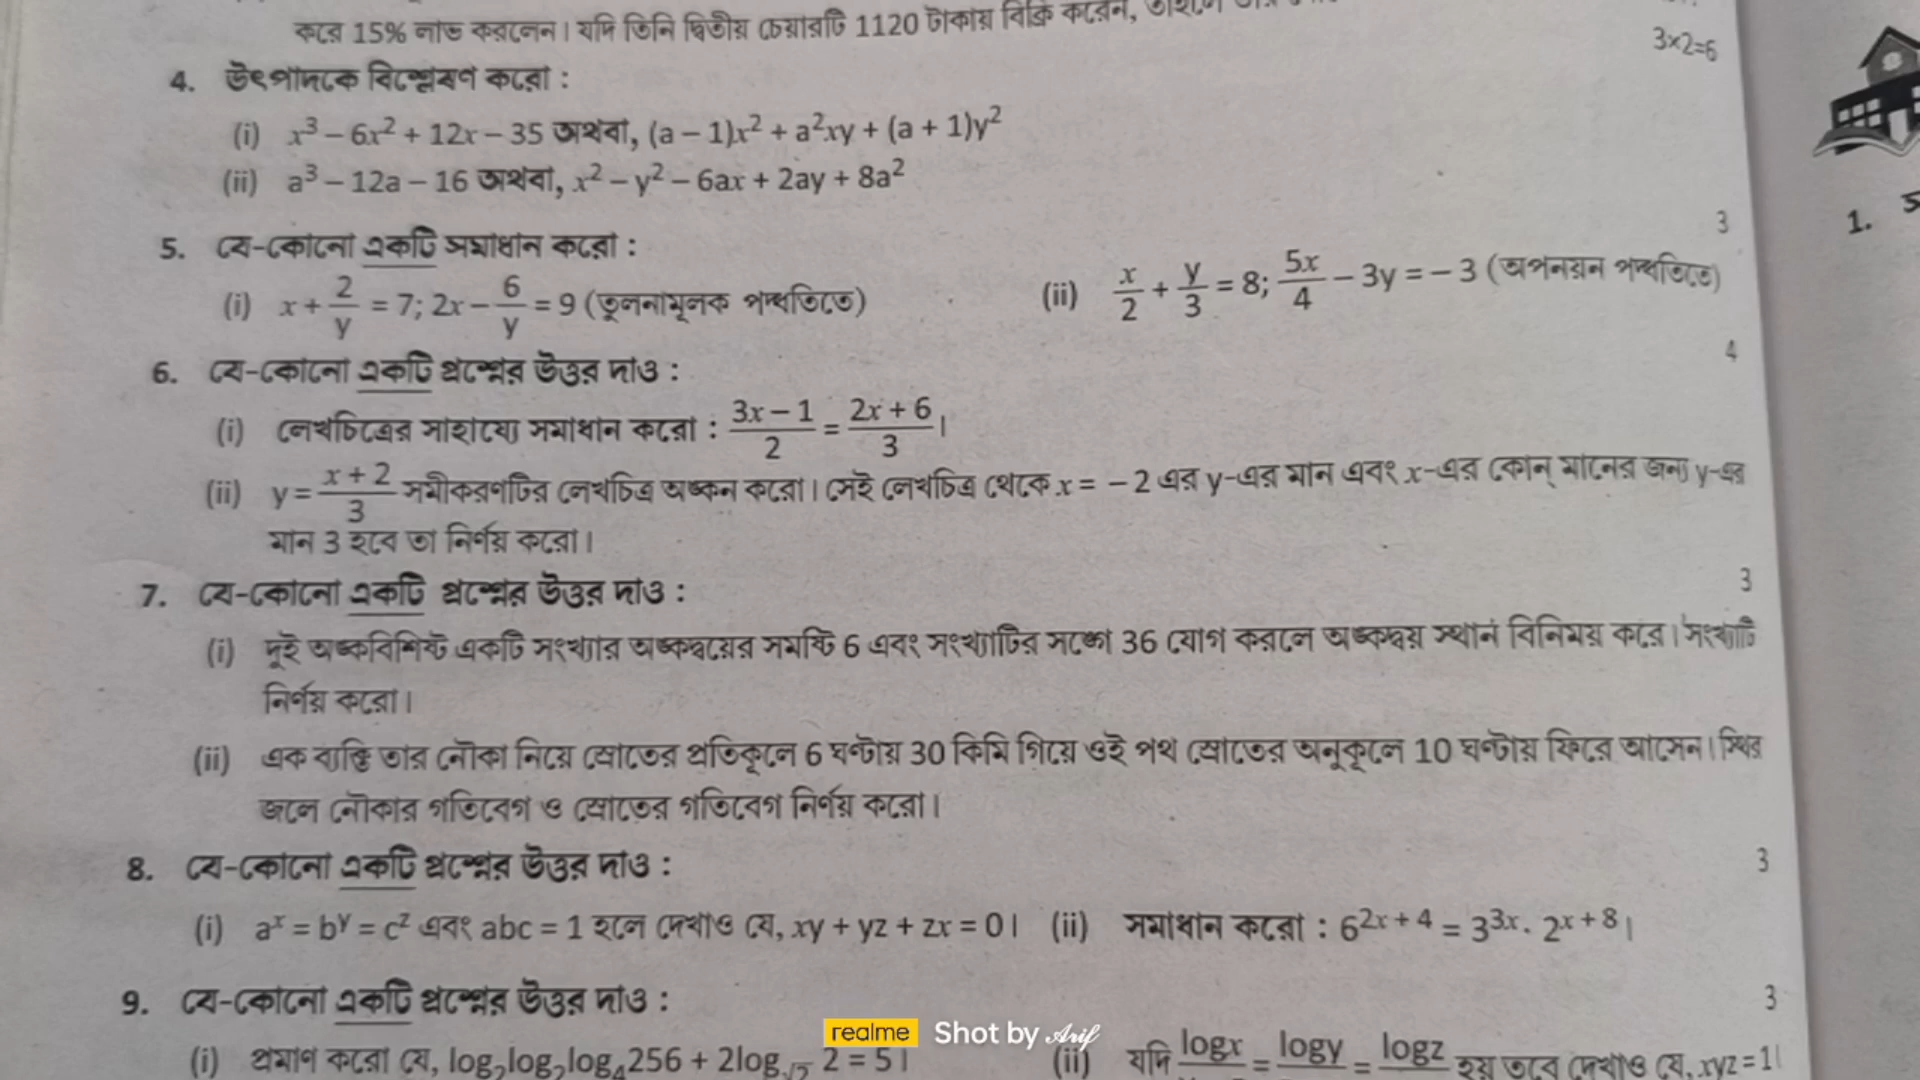 করে 15% লাভ করলেন। যদি তিনি দ্বিতীয় চেয়ারটি 1120 টাকায় বিক্রি করতেন,
3×2=6
4. উৎপাদকে বিশ্লেষণ করো :
(i) x³ – 6x² + 12x – 35 অথবা, (a – 1)x² + a²xy + (a + 1)y²
(ii) a³ – 12a – 16 অথবা, x² – y² – 6ax + 2ay + 8a²
5. যে-কোনো একটি সমাধান করো : 3
(i) x + 2/y = 7; 2x – 6/y = 9 (তুলনামূলক পদ্ধতিতে) (ii) x/2 + y/3 = 8; 5x/4 – 3y = – 3 (অপনয়ন পদ্ধতিতে)
6. যে-কোনো একটি প্রশ্নের উত্তর দাও : 4
(i) লেখচিত্রের সাহায্যে সমাধান করো : (3x – 1)/2 = (2x + 6)/3।
(ii) y = (x + 2)/3 সমীকরণটির লেখচিত্র অঙ্কন করো। সেই লেখচিত্র থেকে x = – 2 এর y-এর মান এবং x-এর কোন্ মানের জন্য y-এর
মান 3 হবে তা নির্ণয় করো।
7. যে-কোনো একটি প্রশ্নের উত্তর দাও : 3
(i) দুই অঙ্কবিশিষ্ট একটি সংখ্যার অঙ্কদ্বয়ের সমষ্টি 6 এবং সংখ্যাটির সঙ্গে 36 যোগ করলে অঙ্কদ্বয় স্থান বিনিময় করে। সংখ্যাটি
নির্ণয় করো।
(ii) এক ব্যক্তি তার নৌকা নিয়ে স্রোতের প্রতিকূলে 6 ঘণ্টায় 30 কিমি গিয়ে ওই পথ স্রোতের অনুকূলে 10 ঘণ্টায় ফিরে আসেন। স্থির
জলে নৌকার গতিবেগ ও স্রোতের গতিবেগ নির্ণয় করো।
8. যে-কোনো একটি প্রশ্নের উত্তর দাও : 3
(i) aˣ = bʸ = cᶻ এবং abc = 1 হলে দেখাও যে, xy + yz + zx = 0। (ii) সমাধান করো : 6²ˣ⁺⁴ = 3³ˣ. 2ˣ⁺⁸।
9. যে-কোনো একটি প্রশ্নের উত্তর দাও : 3
(i) প্রমাণ করো যে, log₂log₂log₄256 + 2log√2 2 = 5। (ii) যদি logx = logy = logz হয় তবে দেখাও যে, xyz = 1।
1.
realme Shot by Arif